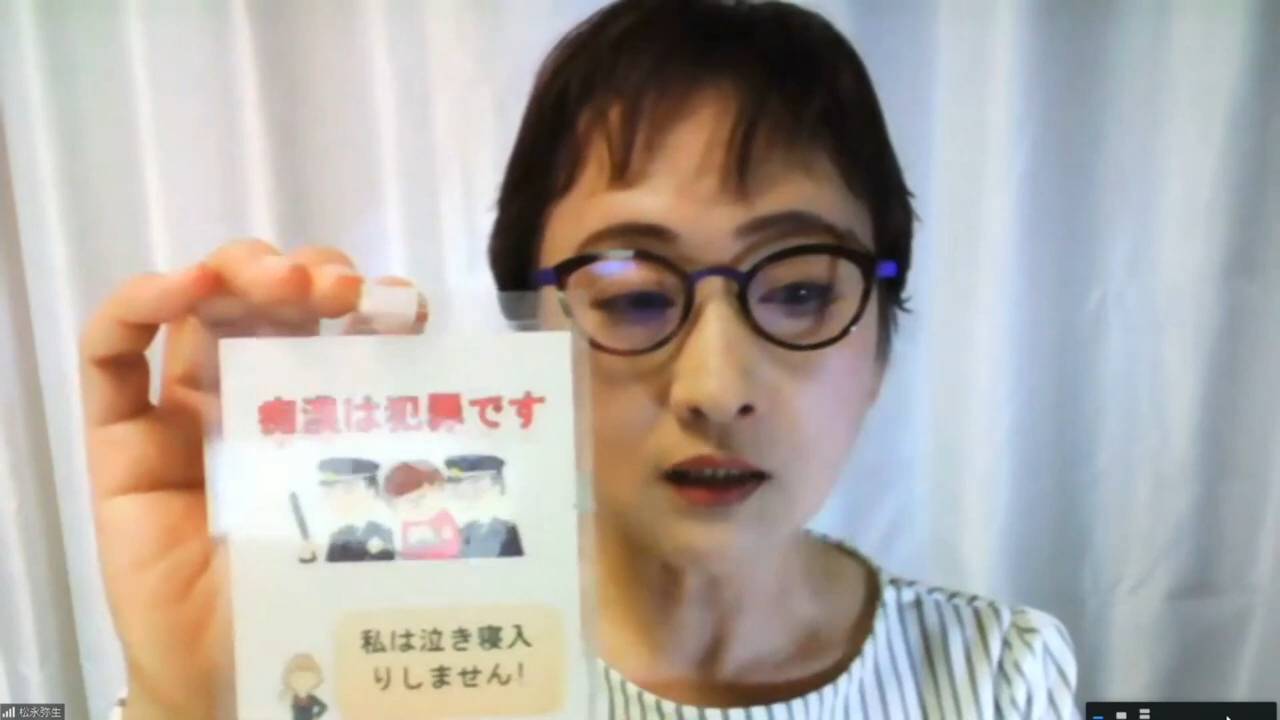 痴漢は犯罪です
私は泣き寝入
りしません!
松永弥生